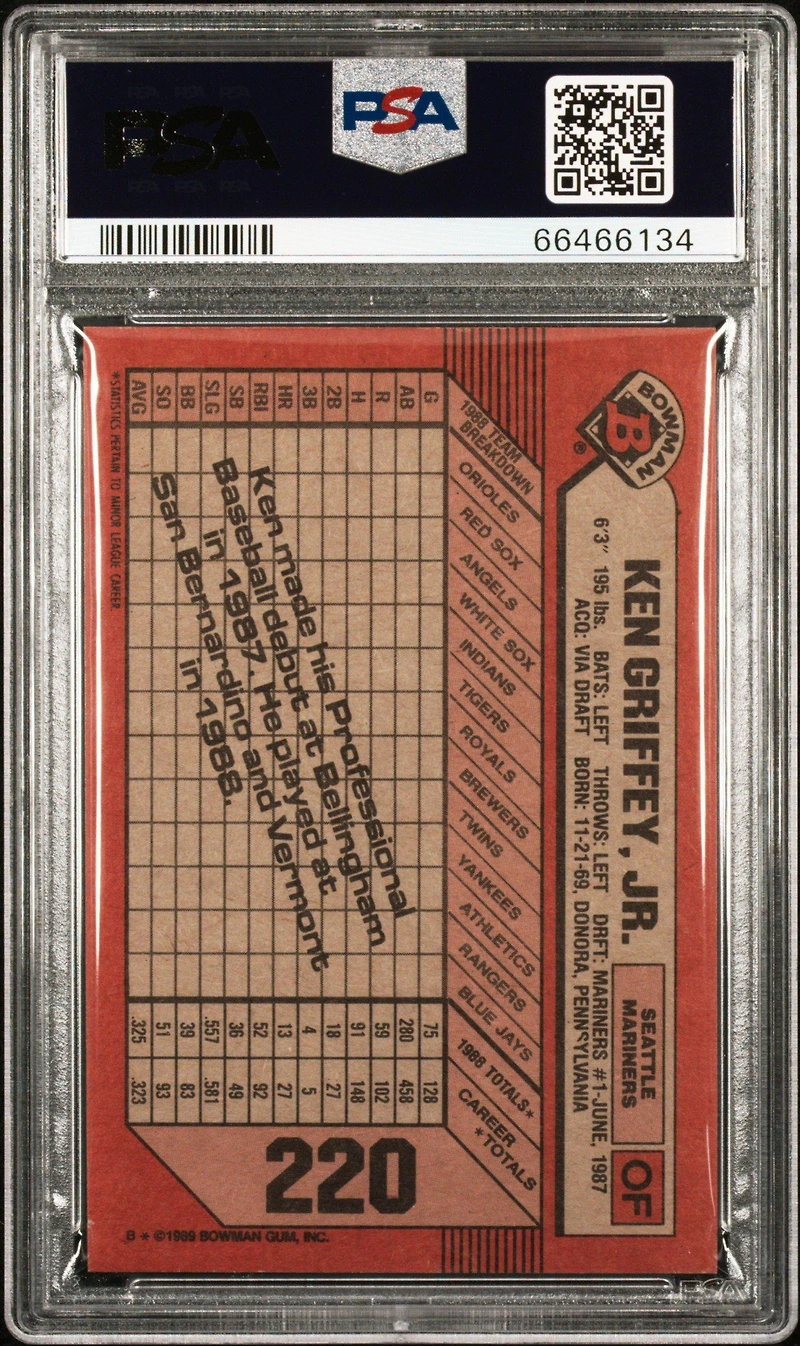 PSA
PSA
66466134
BOWMAN
B
®
KEN GRIFFEY, JR.
SEATTLE
MARINERS
OF
6'3" 195 lbs. BATS: LEFT THROWS: LEFT DRFT: MARINERS #1-JUNE, 1987
ACQ: VIA DRAFT BORN: 11-21-69, DONORA, PENNSYLVANIA
1988 TEAM
BREAKDOWN
ORIOLES
RED SOX
ANGELS
WHITE SOX
INDIANS
TIGERS
ROYALS
BREWERS
TWINS
YANKEES
ATHLETICS
RANGERS
BLUE JAYS
1988 TOTALS*
CAREER
*TOTALS
G 75 128
AB 280 458
R 59 102
H 91 148
2B 18 27
3B 4 5
HR 13 27
RBI 52 92
SB 36 49
SLG .557 .581
BB 39 83
SO 51 93
AVG .325 .323
Ken made his Professional
Baseball debut at Bellingham
in 1987. He played at
San Bernardino and Vermont
in 1988.
*STATISTICS PERTAIN TO MINOR LEAGUE CAREER
220
B * ©1989 BOWMAN GUM, INC.
PSA